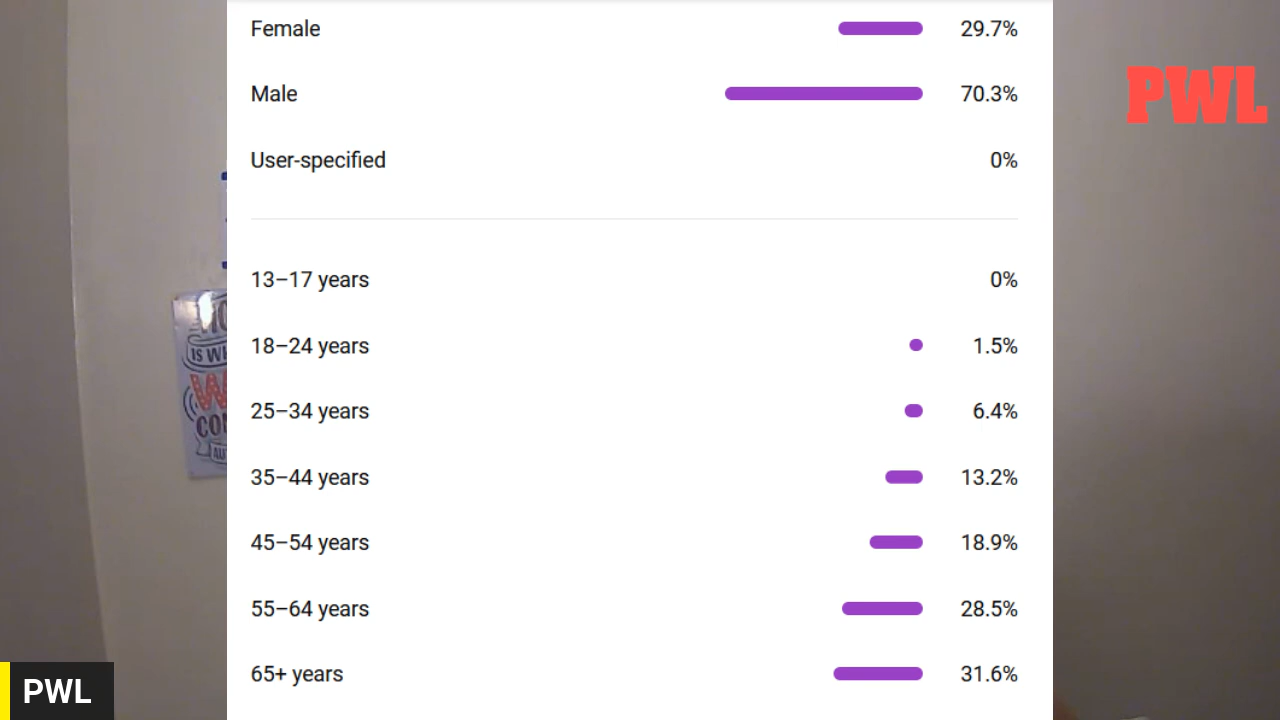 Female 29.7%
Male 70.3%
User-specified 0%
13–17 years 0%
18–24 years 1.5%
25–34 years 6.4%
35–44 years 13.2%
45–54 years 18.9%
55–64 years 28.5%
65+ years 31.6%
PWL
IS
PWL